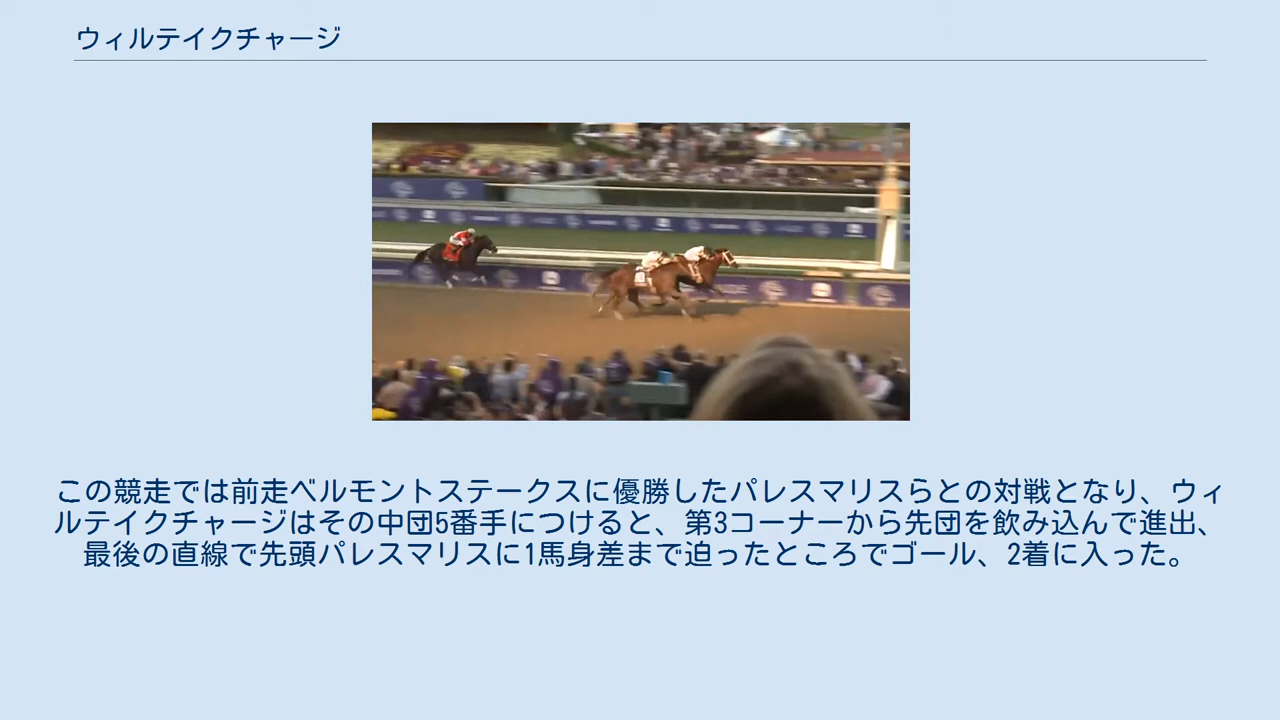 ウィルテイクチャージ
この競走では前走ベルモントステークスに優勝したパレスマリスらとの対戦となり、ウィ
ルテイクチャージはその中団5番手につけると、第3コーナーから先団を飲み込んで進出、
最後の直線で先頭パレスマリスに1馬身差まで迫ったところでゴール、2着に入った。